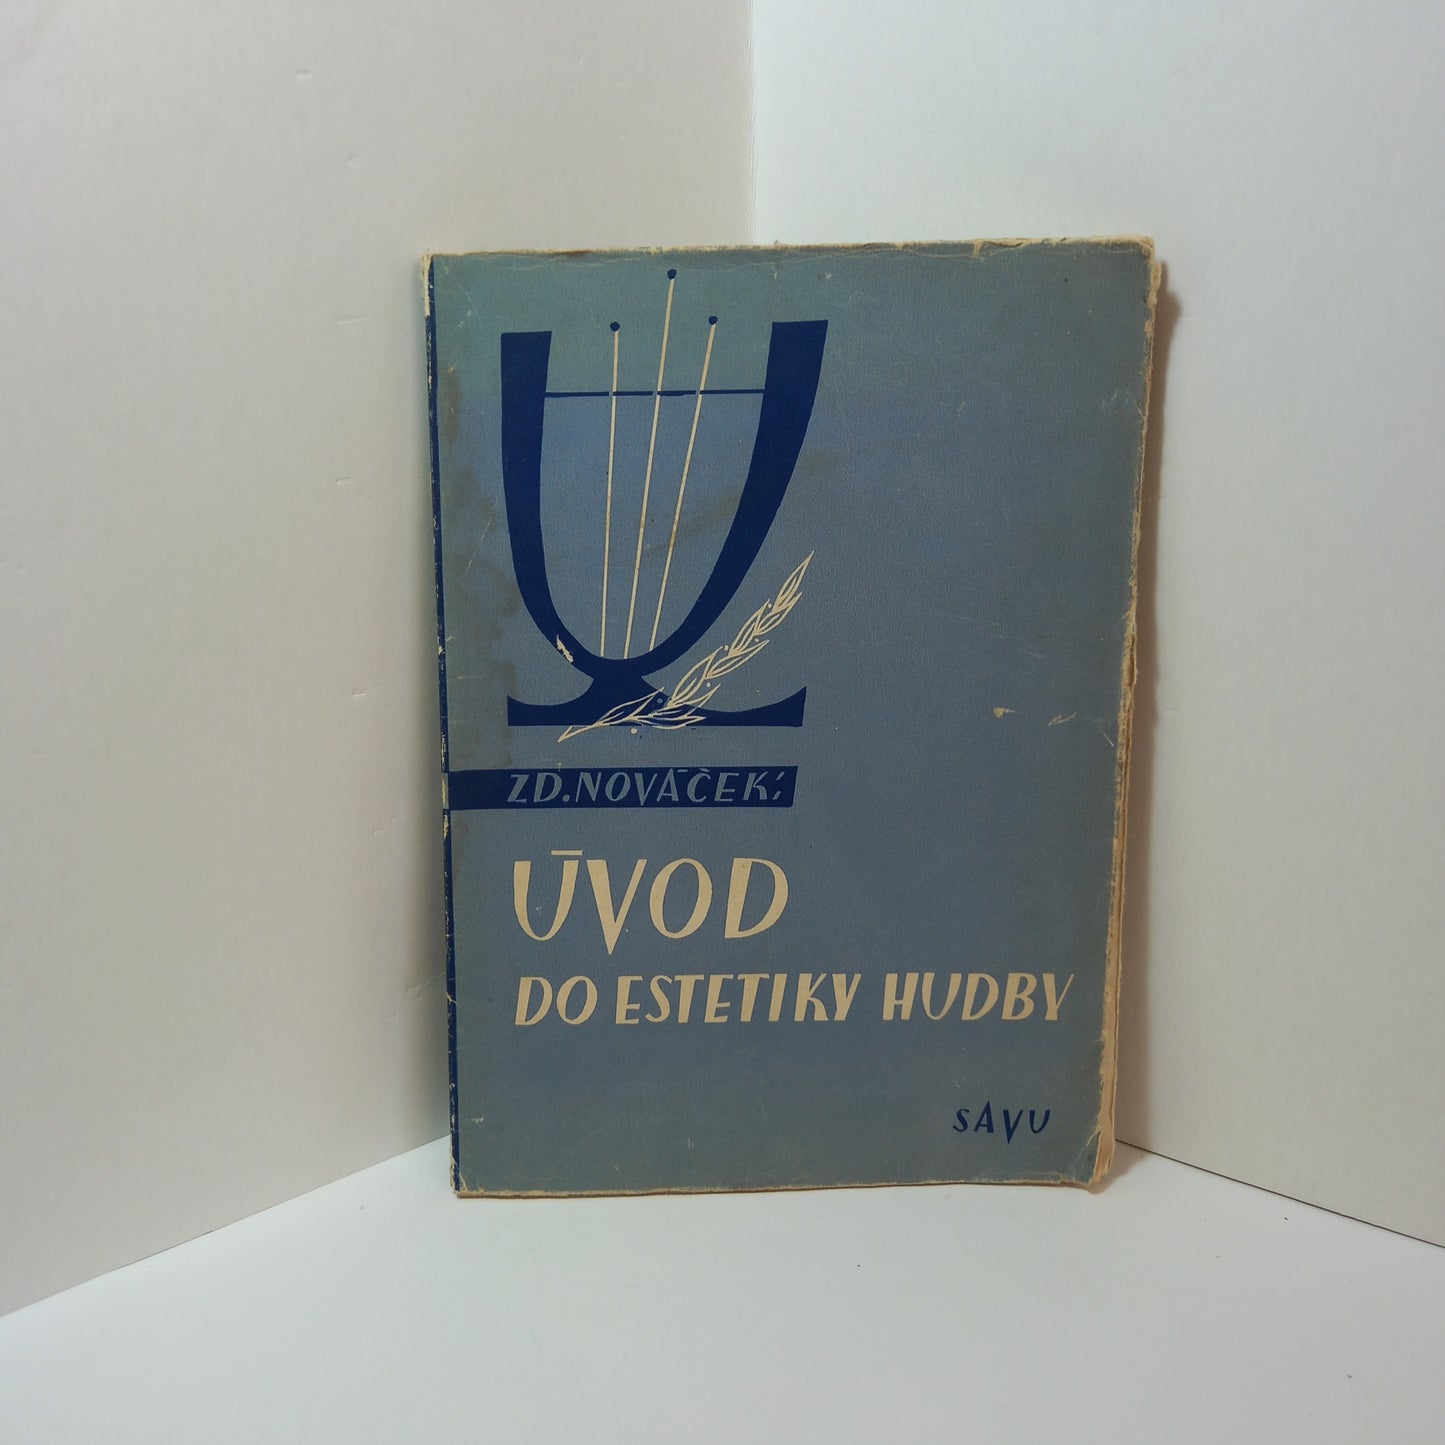 ZD. NOVÁČEK:
ÚVOD
DO ESTETIKY HUDBY
SAVU